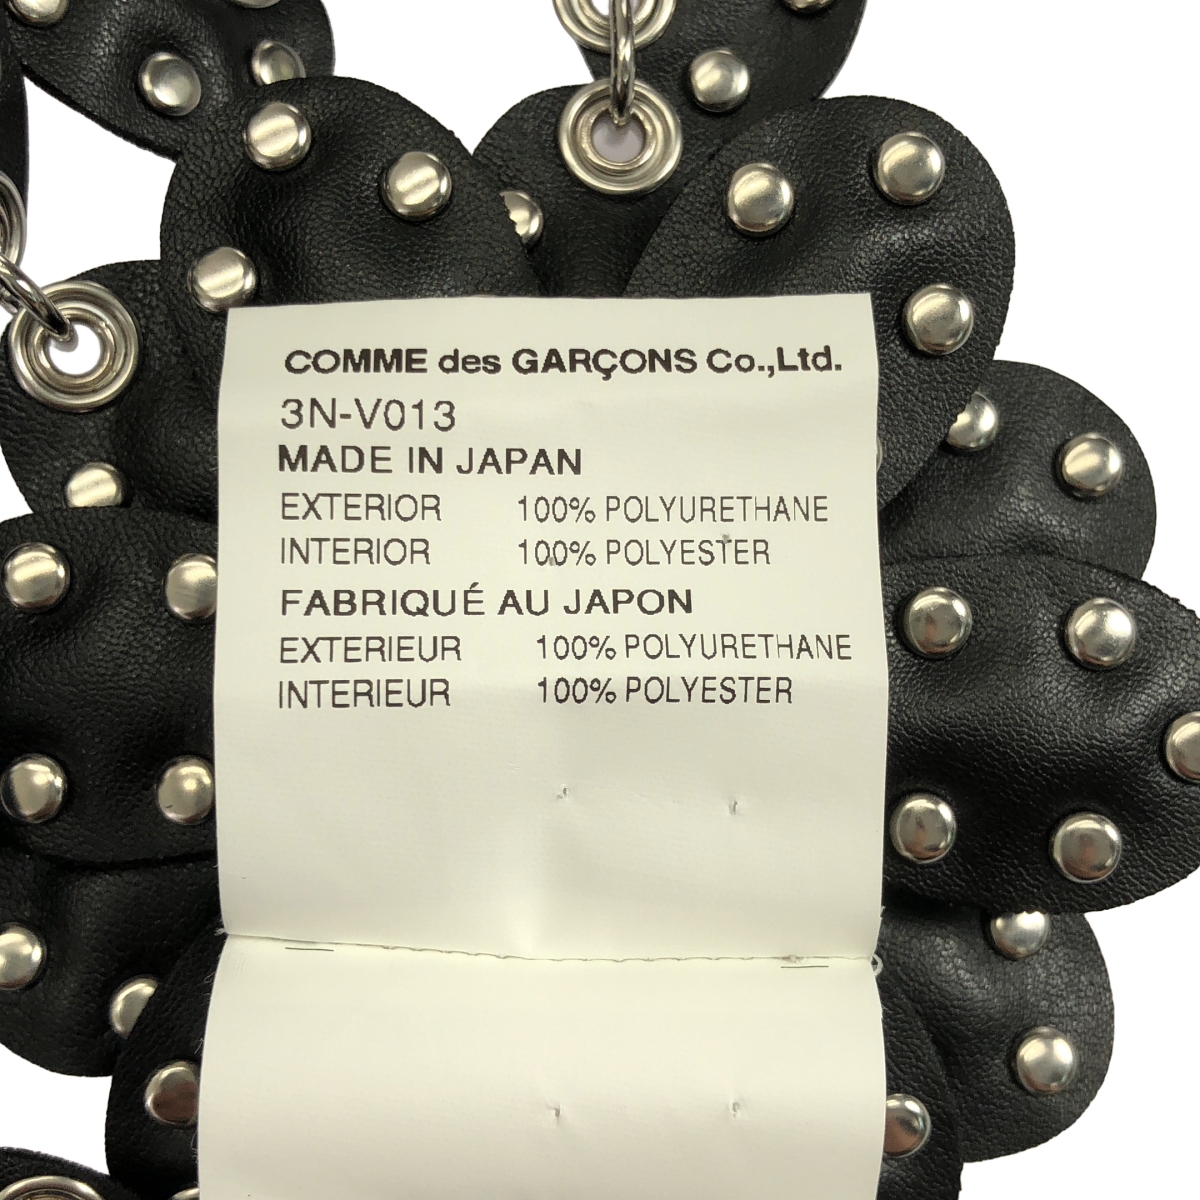 COMME des GARÇONS Co.,Ltd.
3N-V013
MADE IN JAPAN
EXTERIOR 100% POLYURETHANE
INTERIOR 100% POLYESTER
FABRIQUÉ AU JAPON
EXTERIEUR 100% POLYURETHANE
INTERIEUR 100% POLYESTER